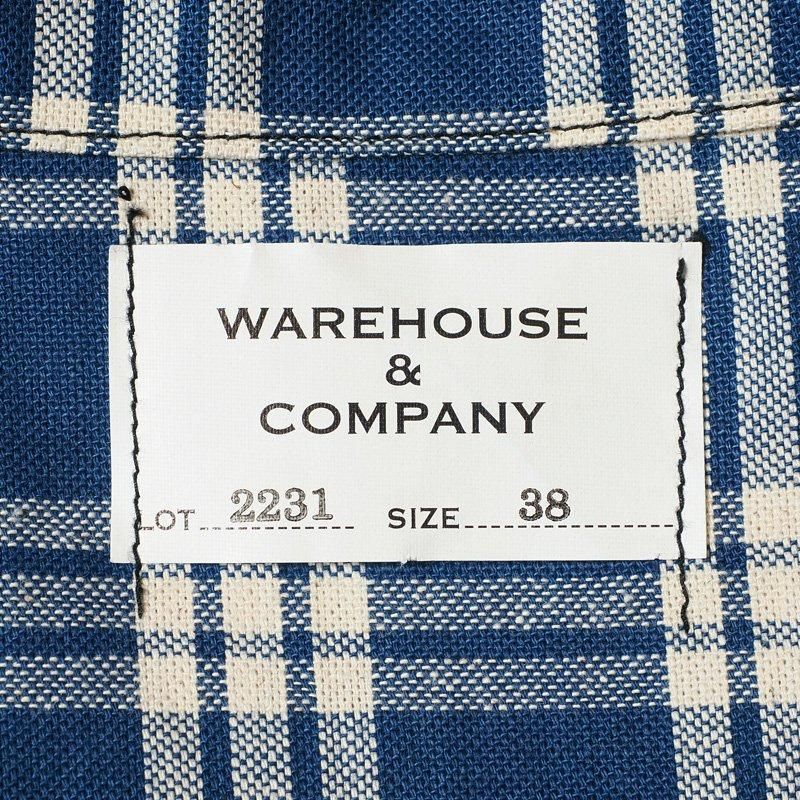 WAREHOUSE
&
COMPANY
LOT 2231 SIZE 38